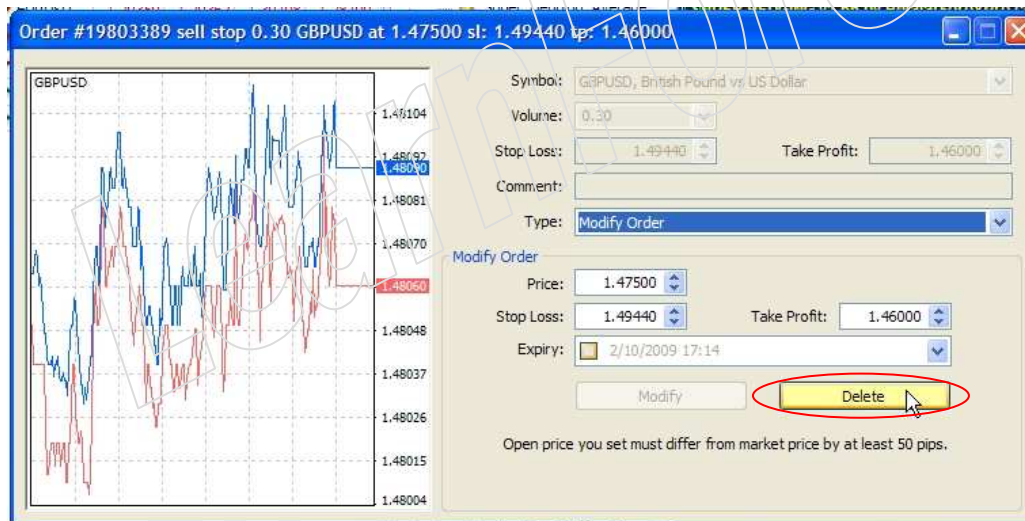 Order #19803389 sell stop 0.30 GBPUSD at 1.47500 sl: 1.49440 tp: 1.46000
GBPUSD
1.48104
1.48092
1.48090
1.48081
1.48070
1.48060
1.48048
1.48037
1.48026
1.48015
1.48004
Symbol: GBPUSD, British Pound vs US Dollar
Volume: 0.30
Stop Loss: 1.49440 Take Profit: 1.46000
Comment:
Type: Modify Order
Modify Order
Price: 1.47500
Stop Loss: 1.49440 Take Profit: 1.46000
Expiry: 2/10/2009 17:14
Modify Delete
Open price you set must differ from market price by at least 50 pips.